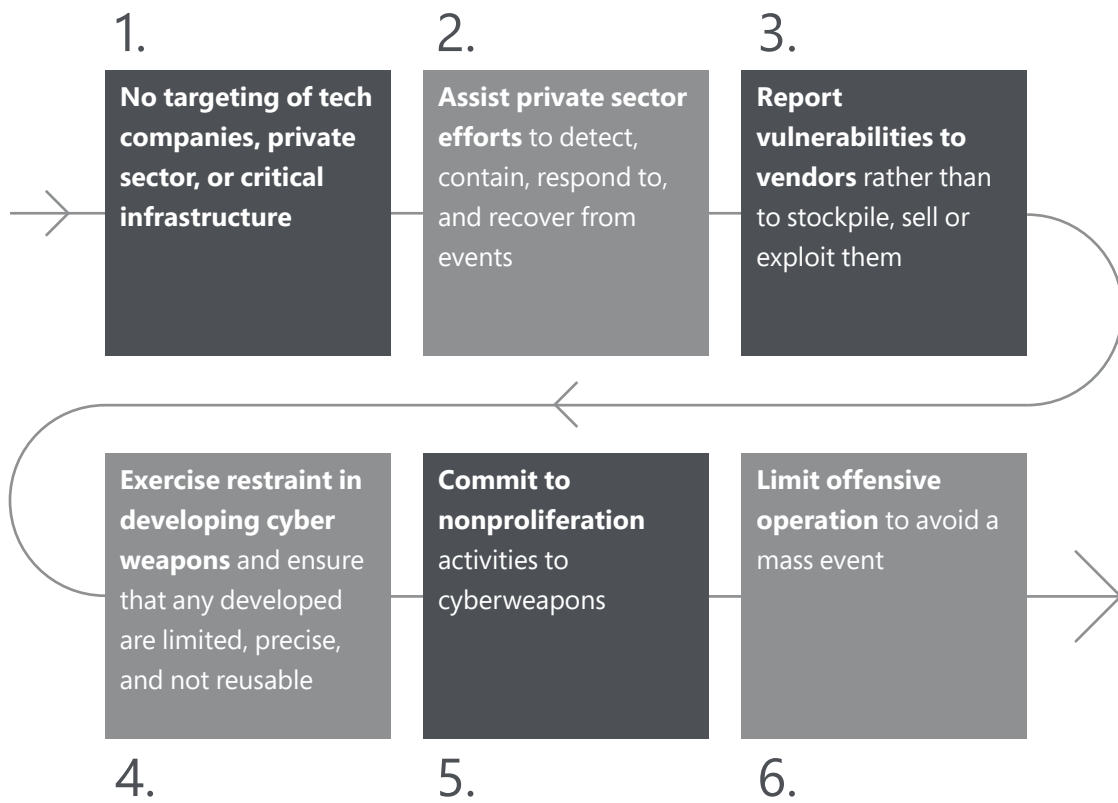 1.
No targeting of tech
companies, private
sector, or critical
infrastructure
2.
Assist private sector
efforts to detect,
contain, respond to,
and recover from
events
3.
Report
vulnerabilities to
vendors rather than
to stockpile, sell or
exploit them
Exercise restraint in
developing cyber
weapons and ensure
that any developed
are limited, precise,
and not reusable
4.
Commit to
nonproliferation
activities to
cyberweapons
5.
Limit offensive
operation to avoid a
mass event
6.